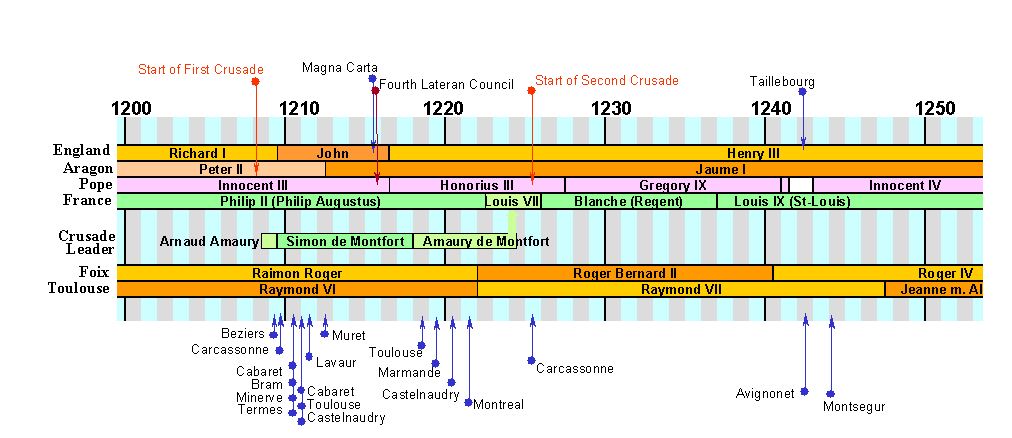 Magna Carta
Start of First Crusade
Fourth Lateran Council
Start of Second Crusade
Taillebourg
1200 1210 1220 1230 1240 1250
England Richard I John Henry III
Aragon Peter II Jaume I
Pope Innocent III Honorius III Gregory IX Innocent IV
France Philip II (Philip Augustus) Louis VII Blanche (Regent) Louis IX (St-Louis)
Crusade
Leader
Arnaud Amaury Simon de Montfort Amaury de Montfort
Foix Raimon Roger Roger Bernard II Roger IV
Toulouse Raymond VI Raymond VII Jeanne m. Al
Beziers Muret
Carcassonne Toulouse
Lavaur Marmande Carcassonne
Cabaret
Bram Cabaret Castelnaudry Avignonet
Minerve Toulouse Montreal Montsegur
Termes Castelnaudry